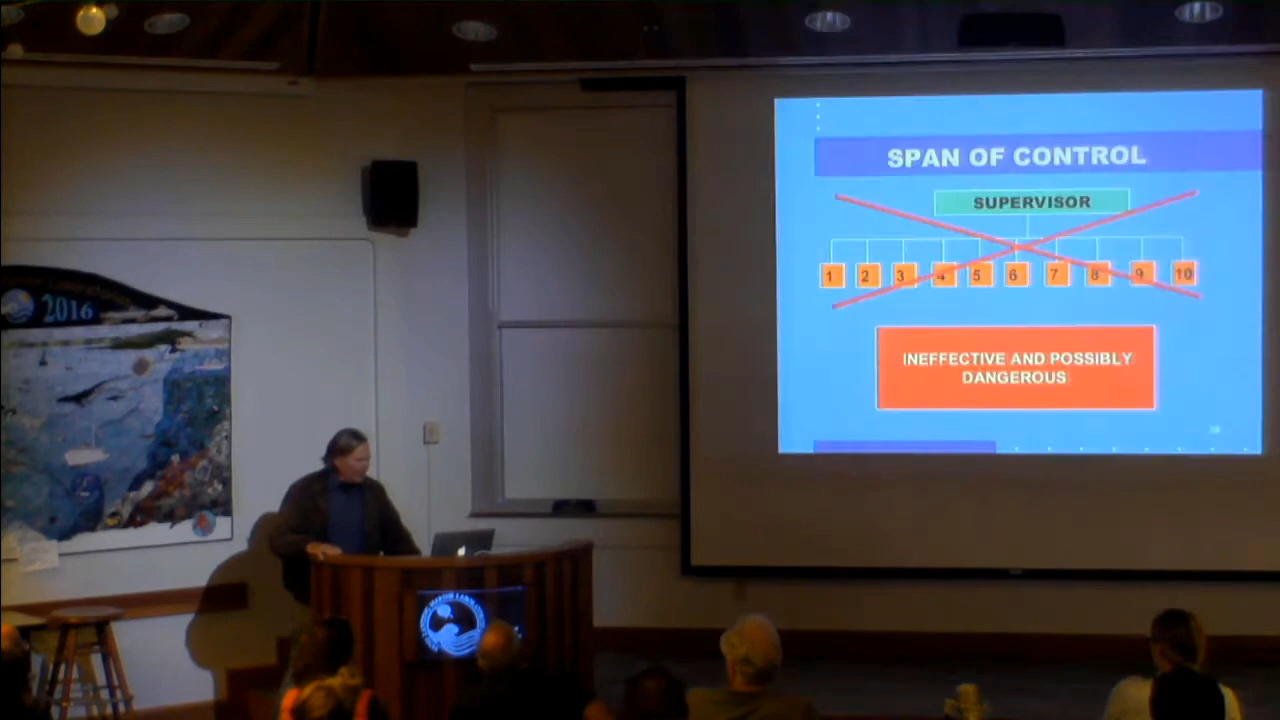 SPAN OF CONTROL
SUPERVISOR
1 2 3 4 5 6 7 8 9 10
INEFFECTIVE AND POSSIBLY
DANGEROUS
2016